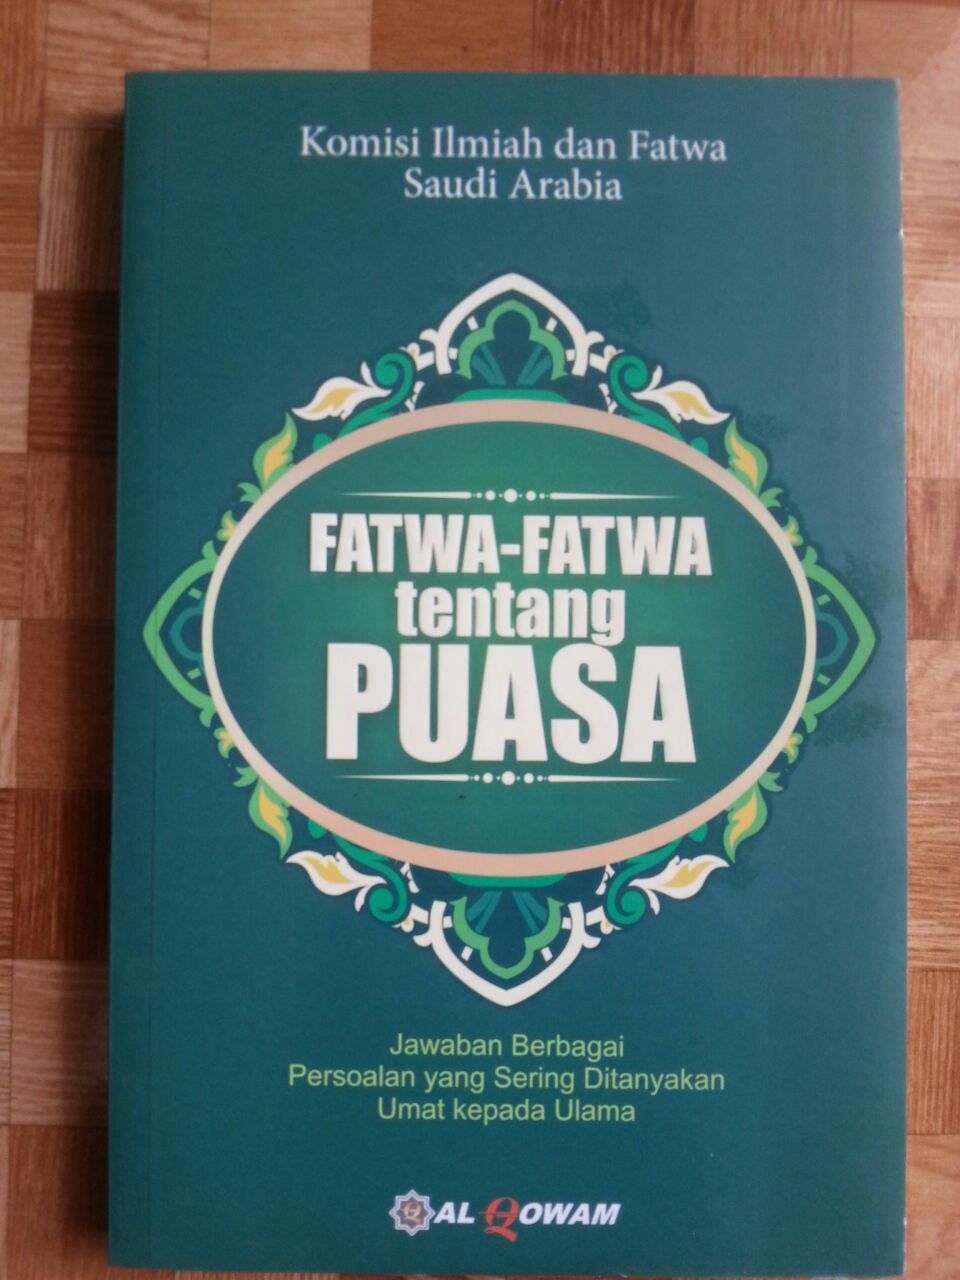 Komisi Ilmiah dan Fatwa
Saudi Arabia
FATWA-FATWA
tentang
PUASA
Jawaban Berbagai
Persoalan yang Sering Ditanyakan
Umat kepada Ulama
AL QOWAM